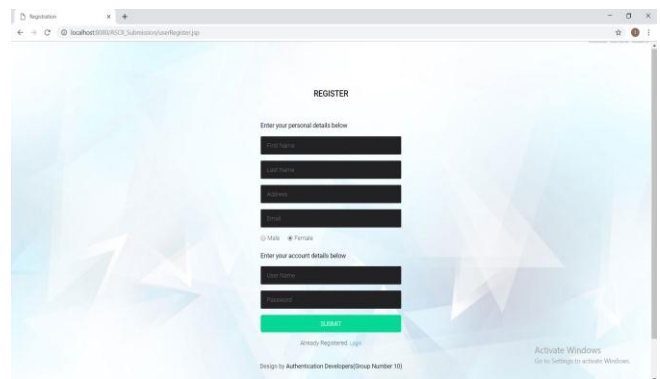 Registration
localhost:8080/ASCII_Submission/userRegister.jsp
REGISTER
Enter your personal details below
First Name
Last Name
Address
Email
Male Female
Enter your account details below
User Name
Password
SUBMIT
Already Registered Login
Design by Authentication Developers(Group Number 10)
Activate Windows
Go to Settings to activate Windows.